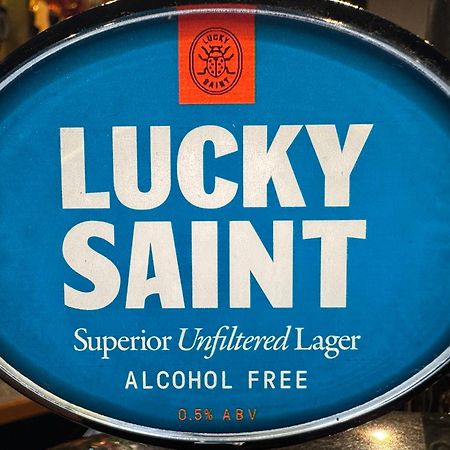 LUCKY
SAINT
LUCKY
SAINT
Superior Unfiltered Lager
ALCOHOL FREE
0.5% ABV